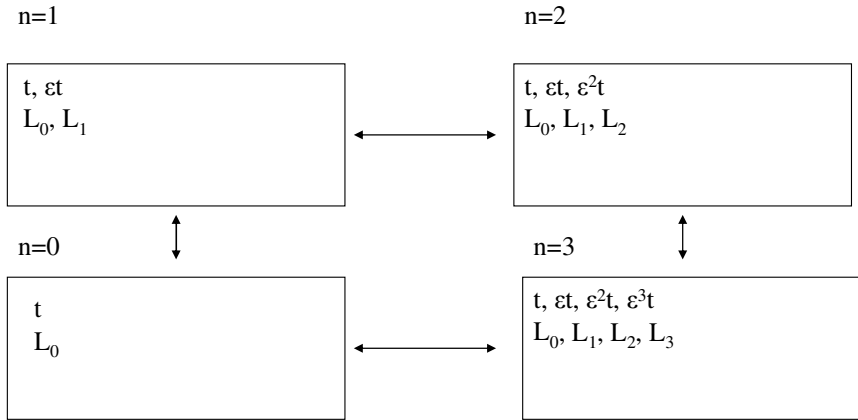 n=1
n=2
t, εt
L₀, L₁
t, εt, ε²t
L₀, L₁, L₂
n=0
n=3
t
L₀
t, εt, ε²t, ε³t
L₀, L₁, L₂, L₃